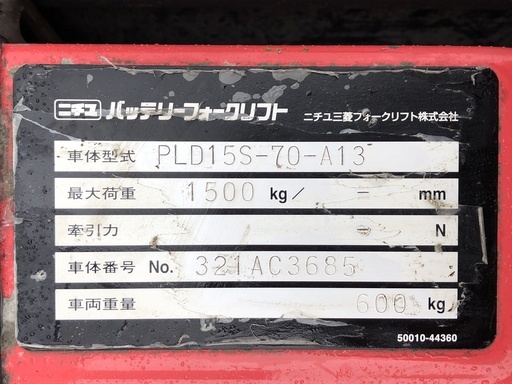 ニチユ バッテリーフォークリフト ニチユ三菱フォークリフト株式会社
車体型式 PLD15S-70-A13
最大荷重 1500 kg/ - mm
牽引力 - N
車体番号 No. 321AC3685
車両重量 600 kg
50010-44360